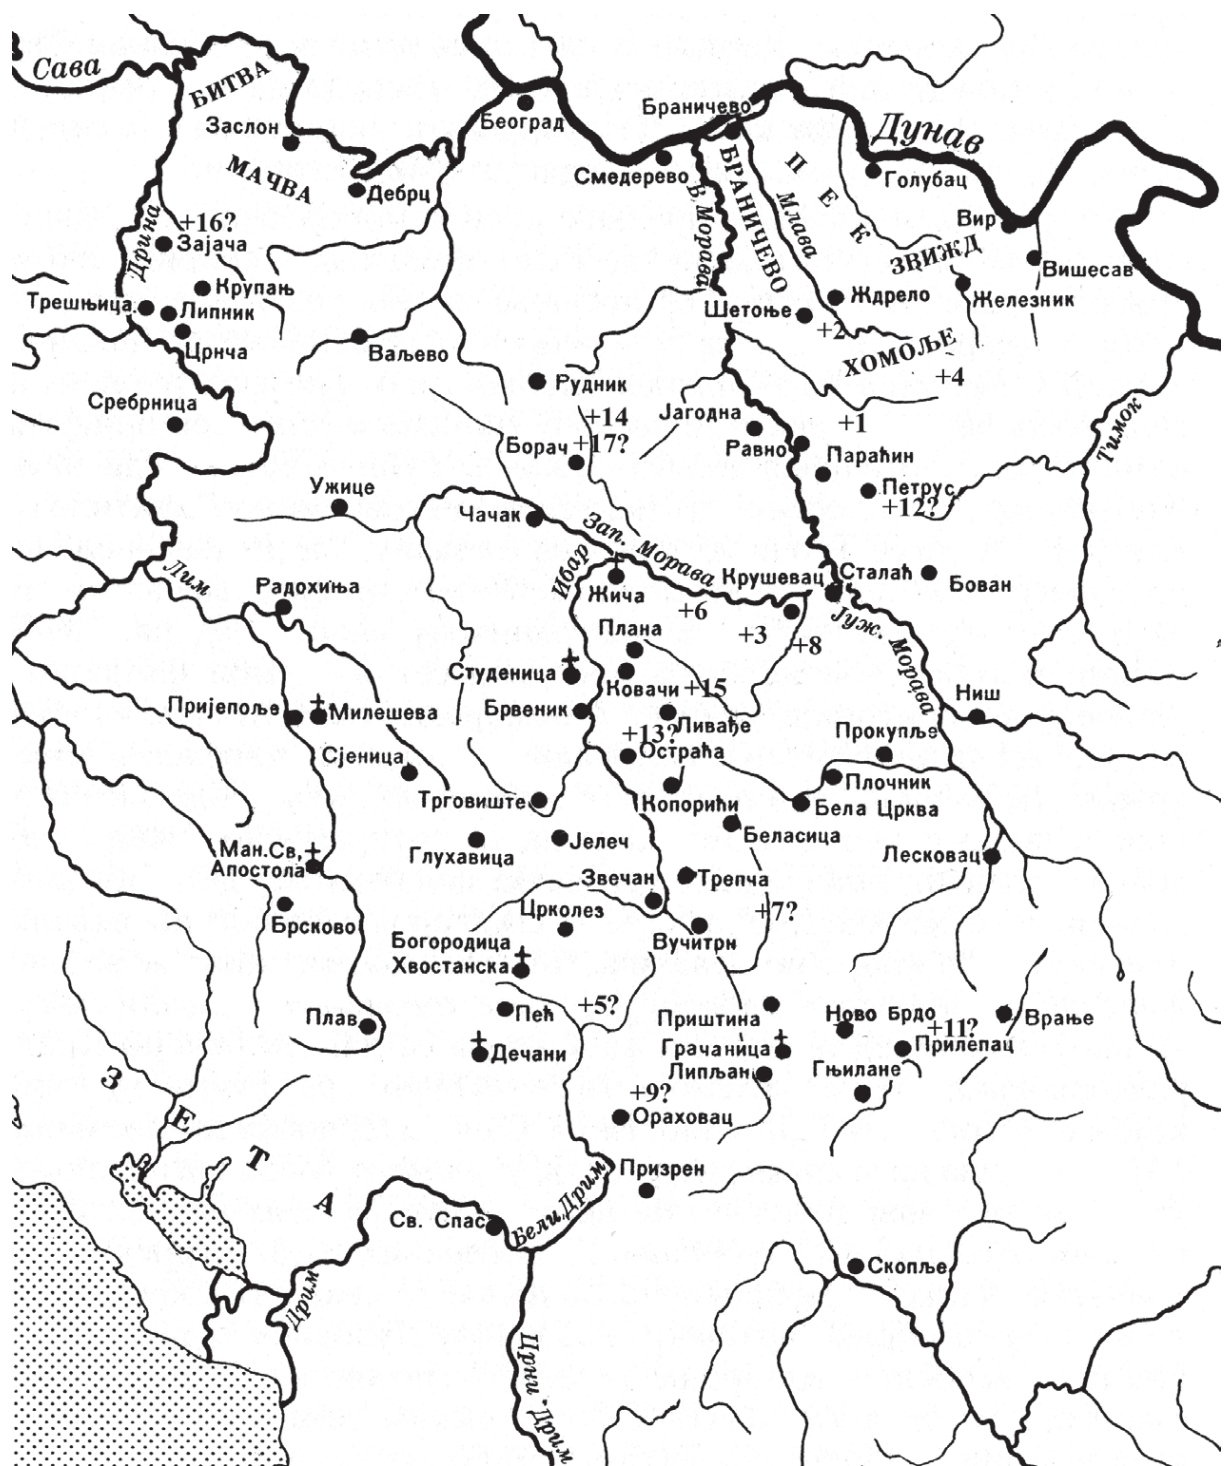 Сава
БИТВА
Београд
Браничево
Дунав
Заслон
МАЧВА
Дебрц
Смедерево
В. Морава
БРАНИЧЕВО
Млава
ПЕК
Голубац
Вир
ЗВИЖД
Вишесав
Дрина
+16?
Зајача
Крупањ
Трешњица
Липник
Црнча
Ваљево
Шетоње
Ждрело
Железник
+2
ХОМОЉЕ
+4
Сребрница
Рудник
+14
Борач
+17?
Јагодна
+1
Равно
Параћин
Петрус
+12?
Тимок
Ужице
Чачак
Зап. Морава
Ибар
Жича
Крушевац
Сталаћ
Бован
Лим
Радохиња
+6
+3
+8
Јуж. Морава
Плана
Студеница
Ковачи
+15
Пријепоље
Милешева
Брвеник
Ливађе
Ниш
+13?
Остраћа
Прокупље
Сјеница
Плочник
Трговиште
Копорићи
Бела Црква
Глухавица
Јелеч
Беласица
Лесковац
Ман. Св.
Апостола
Звечан
Трепча
Брсково
Црколез
+7?
Вучитрн
Богородица
Хвостанска
Плав
Пећ
+5?
Приштина
Ново Брдо
+11?
Врање
Дечани
Грачаница
Прилепац
Липљан
Гњилане
ЗЕТА
+9?
Ораховац
Призрен
Св. Спас
Бели Дрим
Скопље
Дрим
Црни Дрим